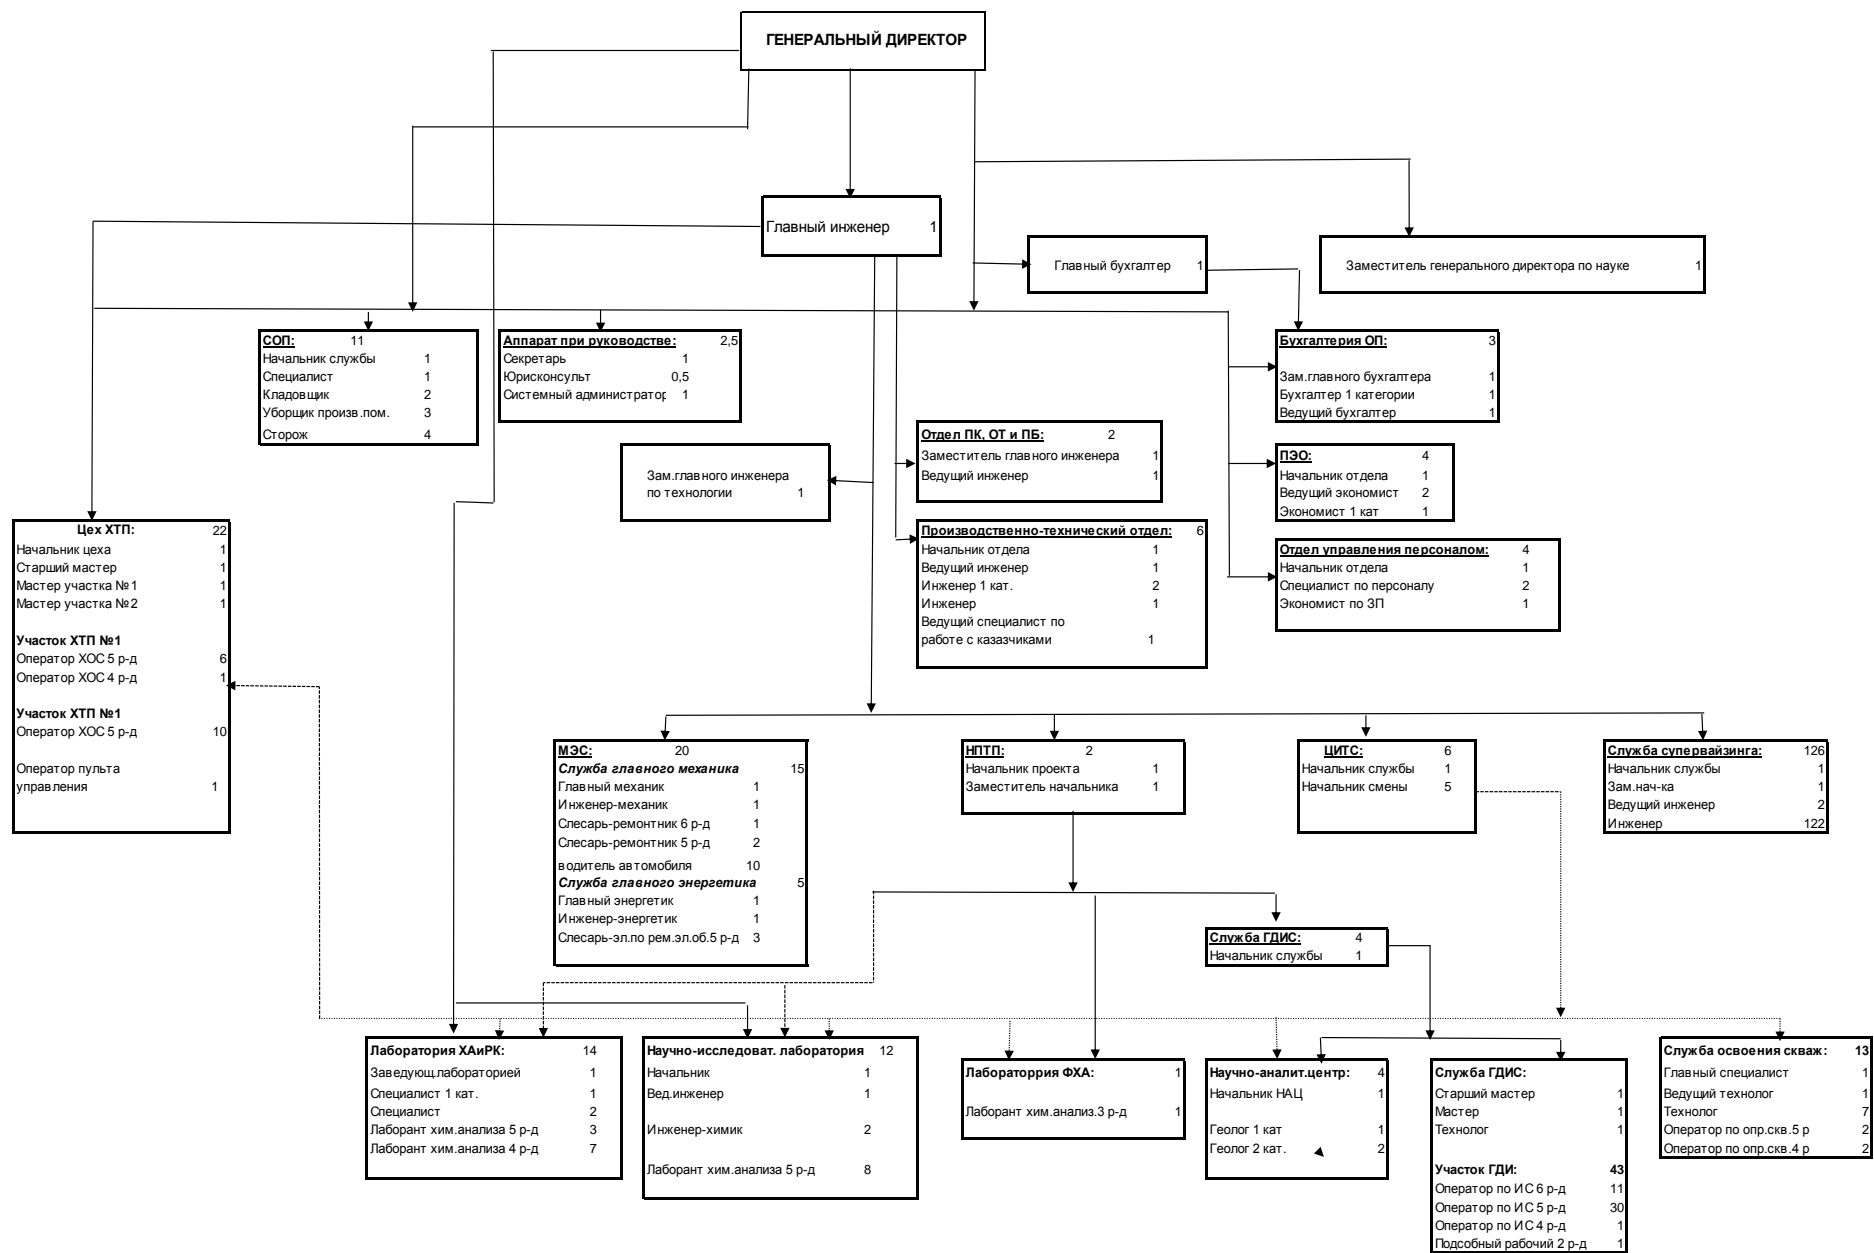 ГЕНЕРАЛЬНЫЙ ДИРЕКТОР
Главный инженер 1
Главный бухгалтер 1
Заместитель генерального директора по науке 1
СОП: 11
Начальник службы 1
Специалист 1
Кладовщик 2
Уборщик произв.пом. 3
Сторож 4
Аппарат при руководстве: 2,5
Секретарь 1
Юрисконсульт 0,5
Системный администратор 1
Бухгалтерия ОП: 3
Зам.главного бухгалтера 1
Бухгалтер 1 категории 1
Ведущий бухгалтер 1
Зам.главного инженера
по технологии 1
Отдел ПК, ОТ и ПБ: 2
Заместитель главного инженера 1
Ведущий инженер 1
ПЭО: 4
Начальник отдела 1
Ведущий экономист 2
Экономист 1 кат 1
Цех ХТП: 22
Начальник цеха 1
Старший мастер 1
Мастер участка №1 1
Мастер участка №2 1
Участок ХТП №1
Оператор ХОС 5 р-д 6
Оператор ХОС 4 р-д 1
Участок ХТП №1
Оператор ХОС 5 р-д 10
Оператор пульта
управления 1
Производственно-технический отдел: 6
Начальник отдела 1
Ведущий инженер 1
Инженер 1 кат. 2
Инженер 1
Ведущий специалист по
работе с казазчиками 1
Отдел управления персоналом: 4
Начальник отдела 1
Специалист по персоналу 2
Экономист по ЗП 1
МЭС: 20
Служба главного механика 15
Главный механик 1
Инженер-механик 1
Слесарь-ремонтник 6 р-д 1
Слесарь-ремонтник 5 р-д 2
водитель автомобиля 10
Служба главного энергетика 5
Главный энергетик 1
Инженер-энергетик 1
Слесарь-эл.по рем.эл.об.5 р-д 3
НПТП: 2
Начальник проекта 1
Заместитель начальника 1
ЦИТС: 6
Начальник службы 1
Начальник смены 5
Служба супервайзинга: 126
Начальник службы 1
Зам.нач-ка 1
Ведущий инженер 2
Инженер 122
Служба ГДИС: 4
Начальник службы 1
Лаборатория ХАиРК: 14
Заведующ.лабораторией 1
Специалист 1 кат. 1
Специалист 2
Лаборант хим.анализа 5 р-д 3
Лаборант хим.анализа 4 р-д 7
Научно-исследоват. лаборатория 12
Начальник 1
Вед.инженер 1
Инженер-химик 2
Лаборант хим.анализа 5 р-д 8
Лабораторрия ФХА: 1
Лаборант хим.анализ.3 р-д 1
Научно-аналит.центр: 4
Начальник НАЦ 1
Геолог 1 кат 1
Геолог 2 кат. 2
Служба ГДИС:
Старший мастер 1
Мастер 1
Технолог 1
Участок ГДИ: 43
Оператор по ИС 6 р-д 11
Оператор по ИС 5 р-д 30
Оператор по ИС 4 р-д 1
Подсобный рабочий 2 р-д 1
Служба освоения скваж: 13
Главный специалист 1
Ведущий технолог 1
Технолог 7
Оператор по опр.скв.5 р 2
Оператор по опр.скв.4 р 2